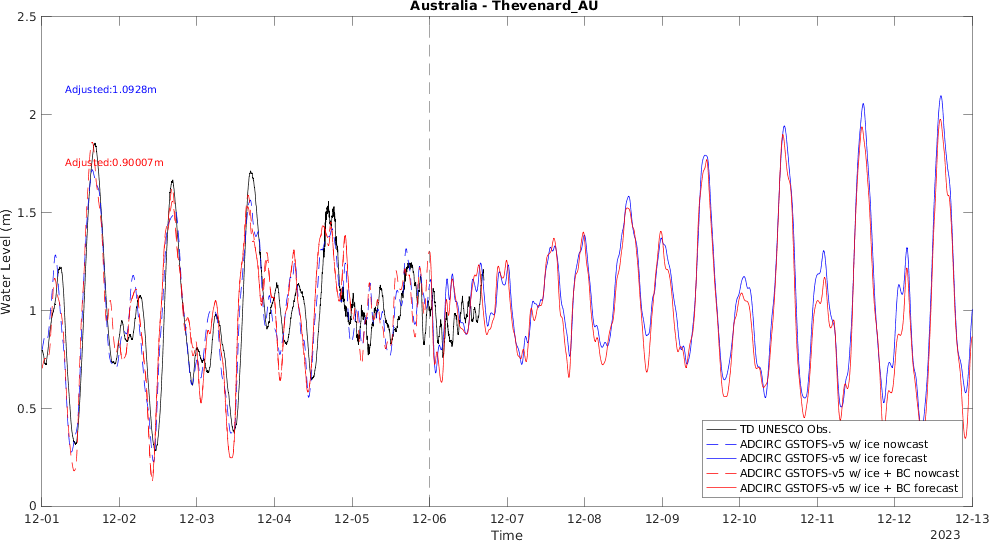 Australia - Thevenard_AU
2.5
Adjusted:1.0928m
2
Adjusted:0.90007m
1.5
Water Level (m)
1
0.5
TD UNESCO Obs.
ADCIRC GSTOFS-v5 w/ ice nowcast
ADCIRC GSTOFS-v5 w/ ice forecast
ADCIRC GSTOFS-v5 w/ ice + BC nowcast
ADCIRC GSTOFS-v5 w/ ice + BC forecast
0
12-01 12-02 12-03 12-04 12-05 12-06 12-07 12-08 12-09 12-10 12-11 12-12 12-13
Time 2023